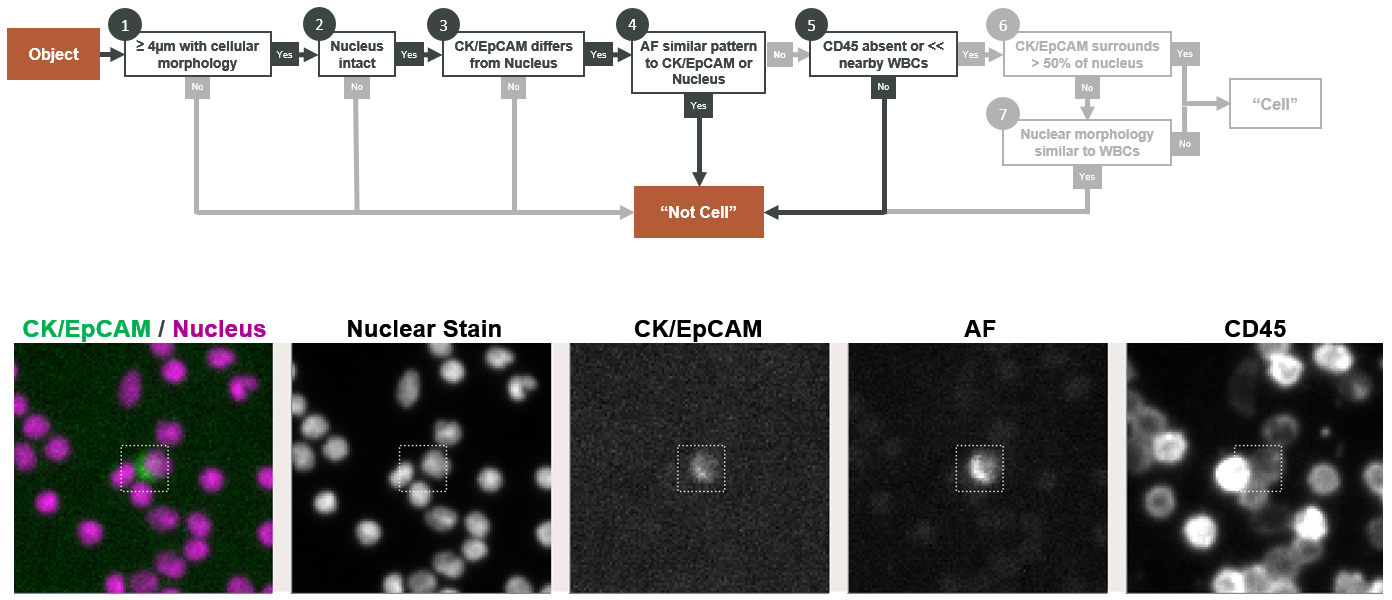 1
2
3
4
5
6
Object
≥ 4µm with cellular
morphology
Yes
No
Nucleus
intact
Yes
No
CK/EpCAM differs
from Nucleus
Yes
No
AF similar pattern
to CK/EpCAM or
Nucleus
No
Yes
CD45 absent or <<
nearby WBCs
Yes
No
CK/EpCAM surrounds
> 50% of nucleus
Yes
No
"Cell"
7
Nuclear morphology
similar to WBCs
No
Yes
"Not Cell"
CK/EpCAM / Nucleus
Nuclear Stain
CK/EpCAM
AF
CD45